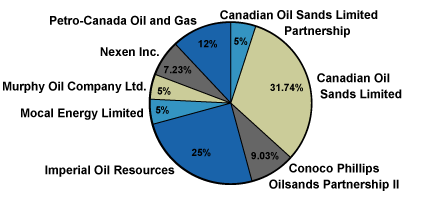 Canadian Oil Sands Limited
Partnership
5%
Canadian Oil
Sands Limited
31.74%
Conoco Phillips
Oilsands Partnership II
9.03%
Imperial Oil Resources
25%
Mocal Energy Limited
5%
Murphy Oil Company Ltd.
5%
Nexen Inc.
7.23%
Petro-Canada Oil and Gas
12%